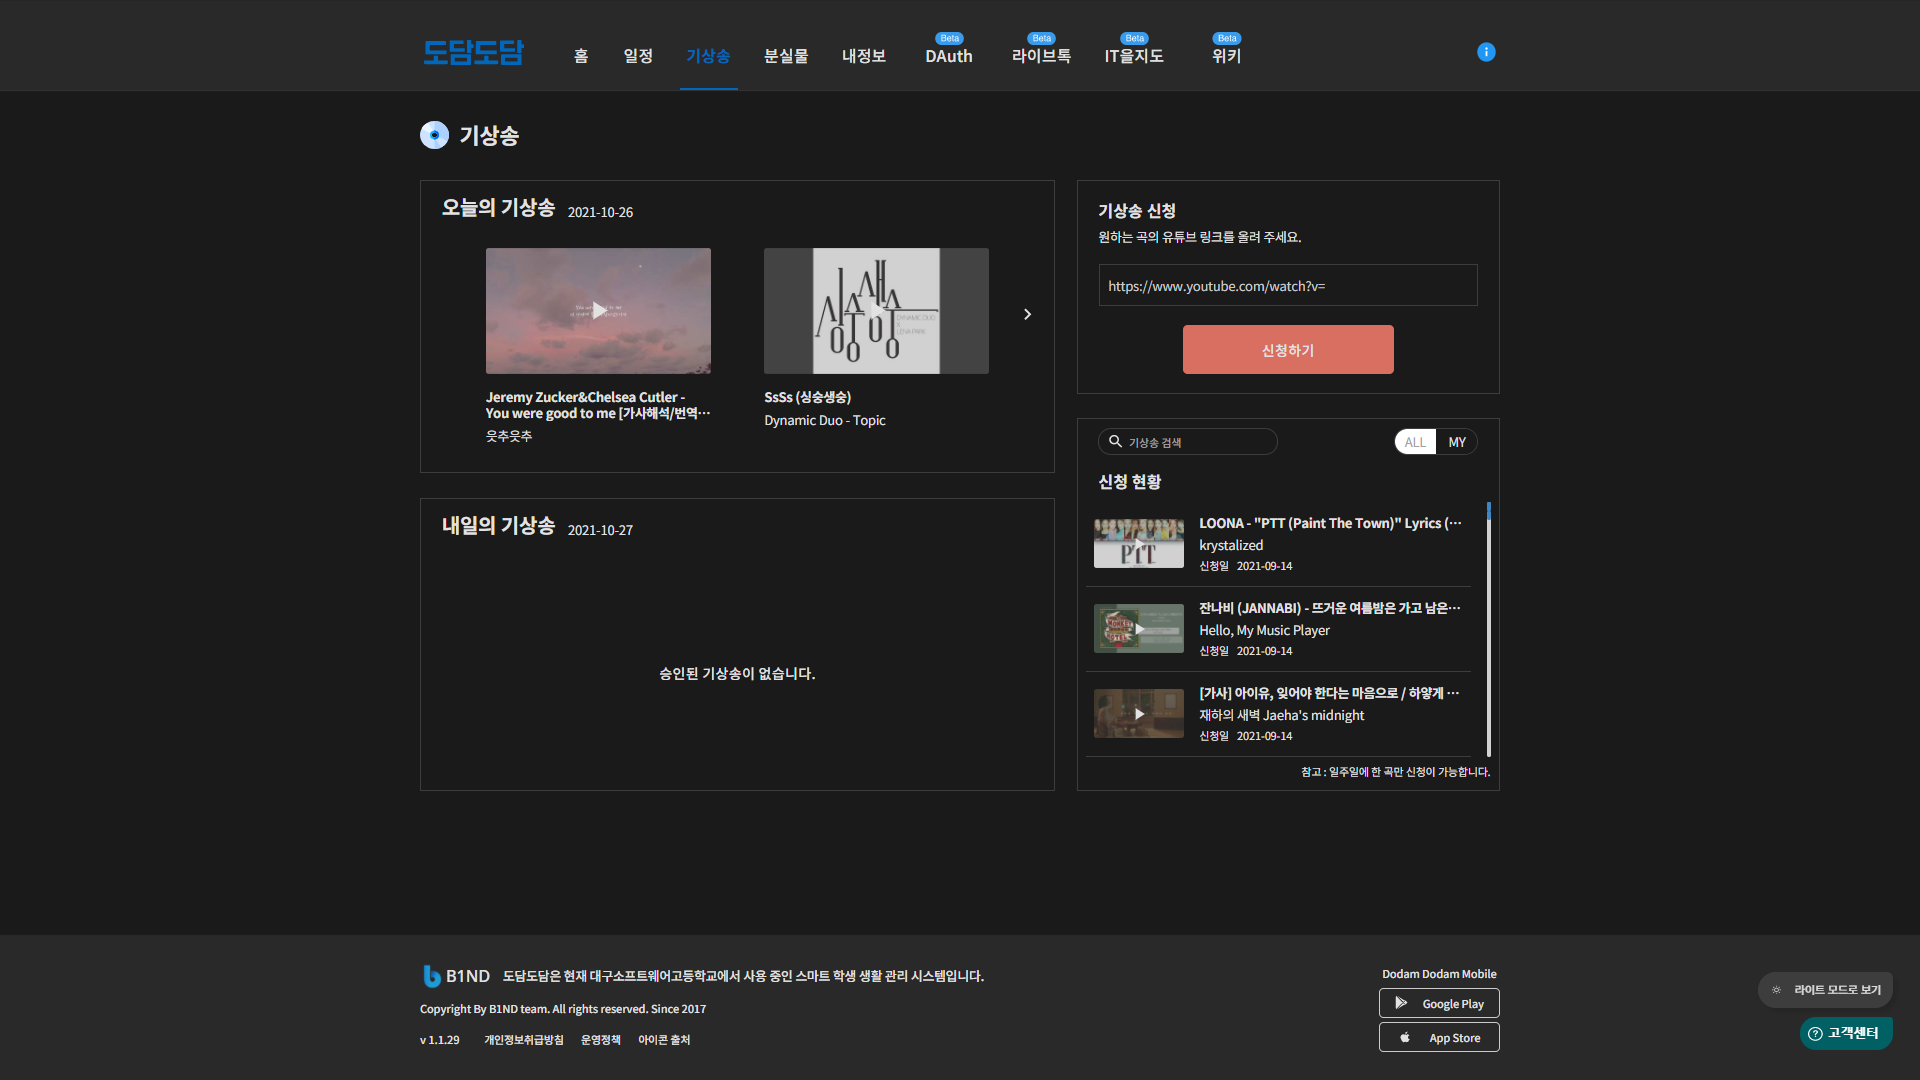 도담도담
홈
일정
기상송
분실물
내정보
Beta
DAuth
Beta
라이브톡
Beta
IT을지도
Beta
위키
기상송
오늘의 기상송 2021-10-26
Jeremy Zucker&Chelsea Cutler -
You were good to me [가사해석/번역…
읏추읏추
DYNAMIC DUO
X
LENA PARK
SsSs (싱숭생숭)
Dynamic Duo - Topic
내일의 기상송 2021-10-27
승인된 기상송이 없습니다.
기상송 신청
원하는 곡의 유튜브 링크를 올려 주세요.
https://www.youtube.com/watch?v=
신청하기
기상송 검색
ALL MY
신청 현황
PTT
LOONA - "PTT (Paint The Town)" Lyrics (…
krystalized
신청일 2021-09-14
MONKEY
HOTEL
잔나비 (JANNABI) - 뜨거운 여름밤은 가고 남은…
Hello, My Music Player
신청일 2021-09-14
[가사] 아이유, 잊어야 한다는 마음으로 / 하얗게 …
재하의 새벽 Jaeha's midnight
신청일 2021-09-14
참고 : 일주일에 한 곡만 신청이 가능합니다.
B1ND 도담도담은 현재 대구소프트웨어고등학교에서 사용 중인 스마트 학생 생활 관리 시스템입니다.
Copyright By B1ND team. All rights reserved. Since 2017
v 1.1.29 개인정보취급방침 운영정책 아이콘 출처
Dodam Dodam Mobile
Google Play
App Store
라이트 모드로 보기
고객센터